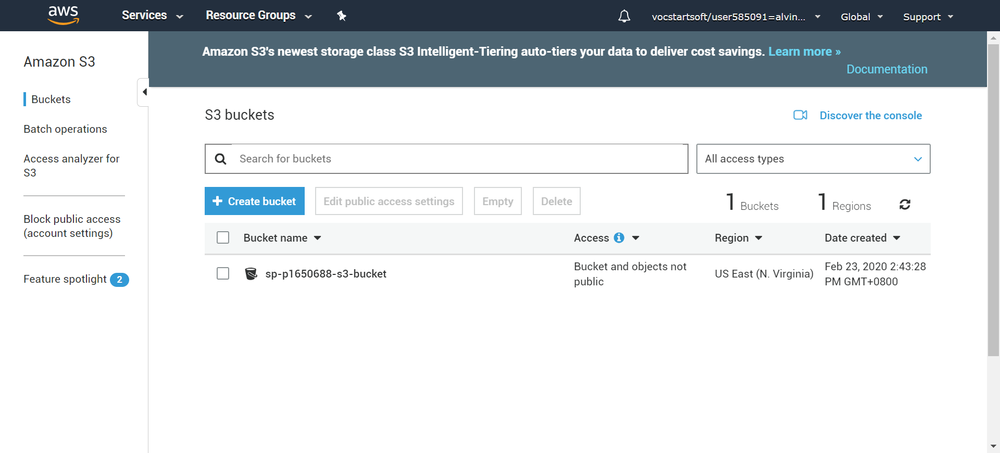 aws
Services
Resource Groups
vocstartsoft/user585091=alvin...
Global
Support
Amazon S3
Buckets
Batch operations
Access analyzer for
S3
Block public access
(account settings)
Feature spotlight 2
Amazon S3's newest storage class S3 Intelligent-Tiering auto-tiers your data to deliver cost savings. Learn more »
Documentation
S3 buckets
Discover the console
Search for buckets
All access types
+ Create bucket
Edit public access settings
Empty
Delete
1 Buckets
1 Regions
Bucket name
Access
Region
Date created
sp-p1650688-s3-bucket
Bucket and objects not
public
US East (N. Virginia)
Feb 23, 2020 2:43:28
PM GMT+0800